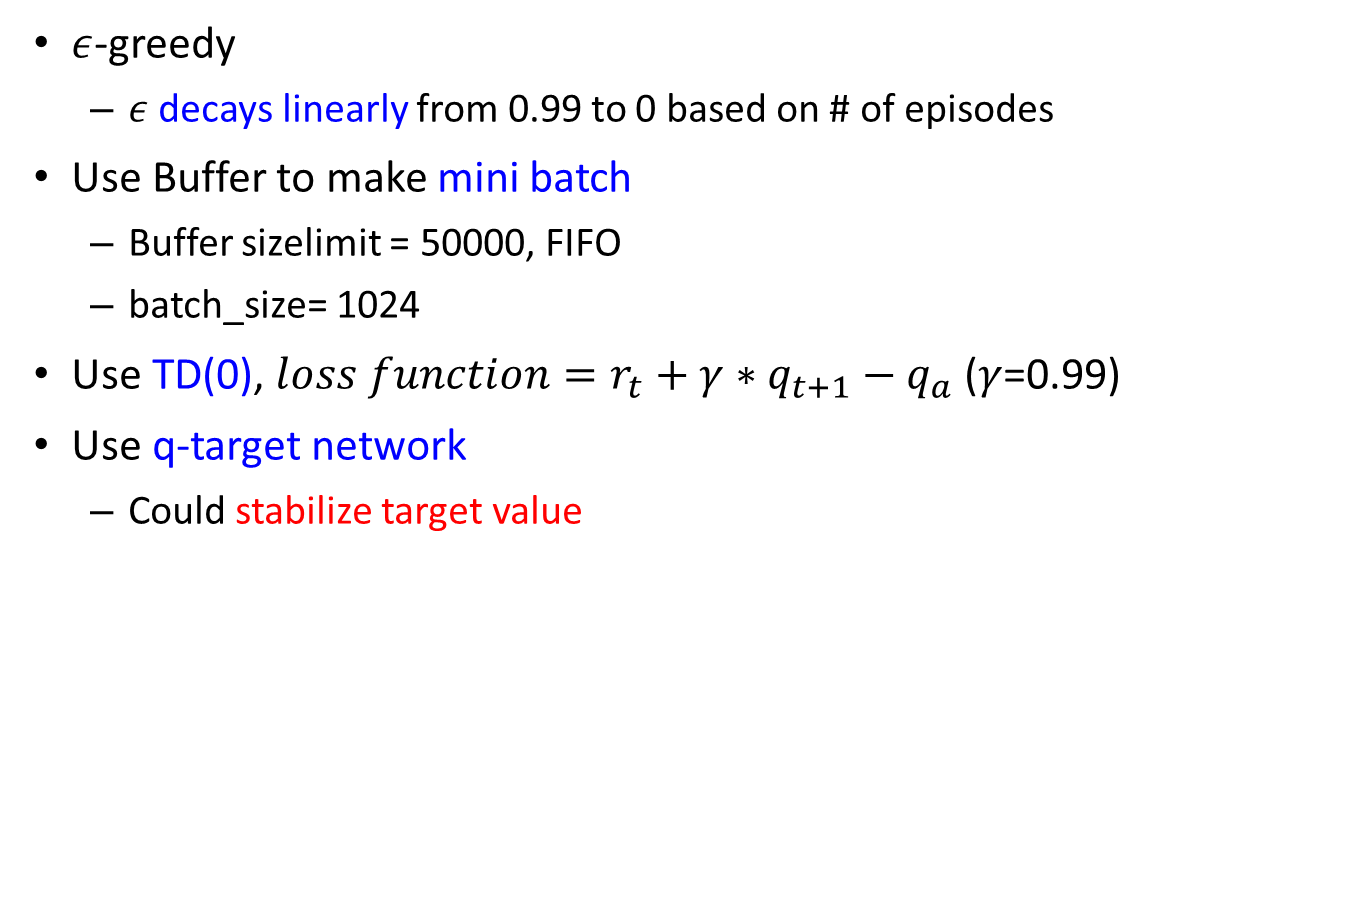 • ϵ-greedy
– ϵ decays linearly from 0.99 to 0 based on # of episodes
• Use Buffer to make mini batch
– Buffer sizelimit = 50000, FIFO
– batch_size= 1024
• Use TD(0), loss function = r_t + γ ∗ q_{t+1} − q_a (γ=0.99)
• Use q-target network
– Could stabilize target value